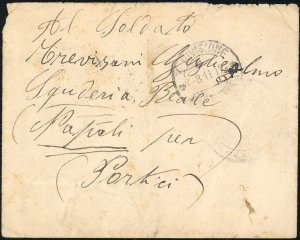 Al Soldato
Trevisani Guglielmo
Scuderia Reale
(Napoli per
Portici)